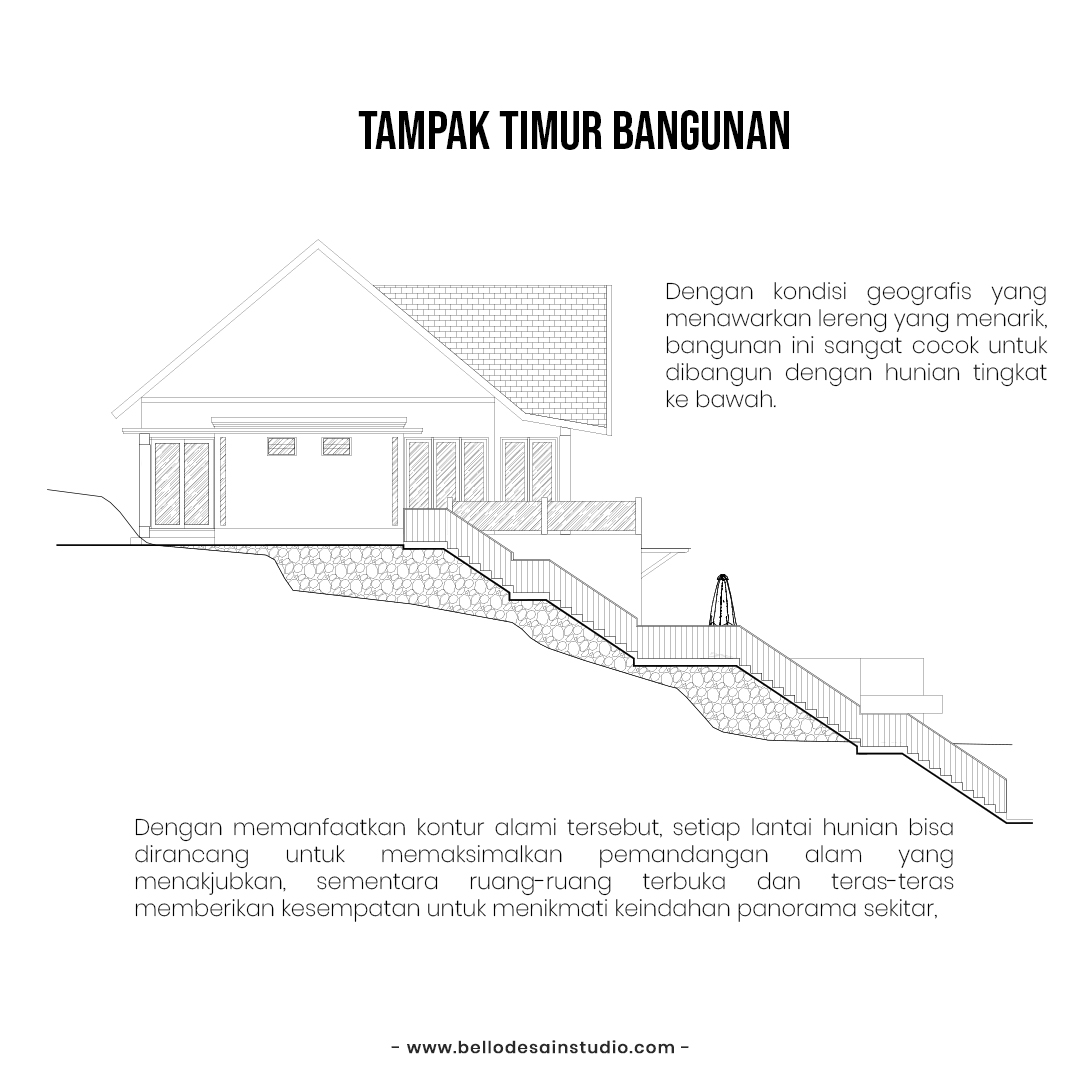 TAMPAK TIMUR BANGUNAN
Dengan kondisi geografis yang
menawarkan lereng yang menarik,
bangunan ini sangat cocok untuk
dibangun dengan hunian tingkat
ke bawah.
Dengan memanfaatkan kontur alami tersebut, setiap lantai hunian bisa
dirancang untuk memaksimalkan pemandangan alam yang
menakjubkan, sementara ruang-ruang terbuka dan teras-teras
memberikan kesempatan untuk menikmati keindahan panorama sekitar,
- www.bellodesainstudio.com -